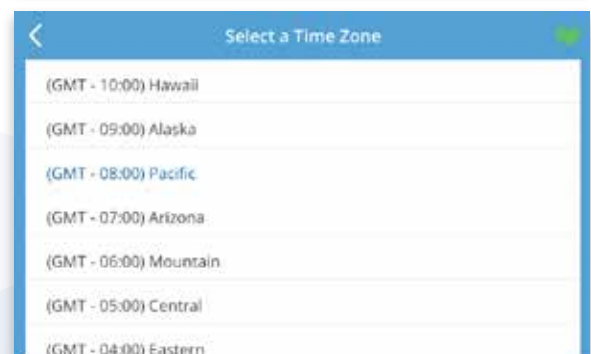 Select a Time Zone
(GMT - 10:00) Hawaii
(GMT - 09:00) Alaska
(GMT - 08:00) Pacific
(GMT - 07:00) Arizona
(GMT - 06:00) Mountain
(GMT - 05:00) Central
(GMT - 04:00) Eastern